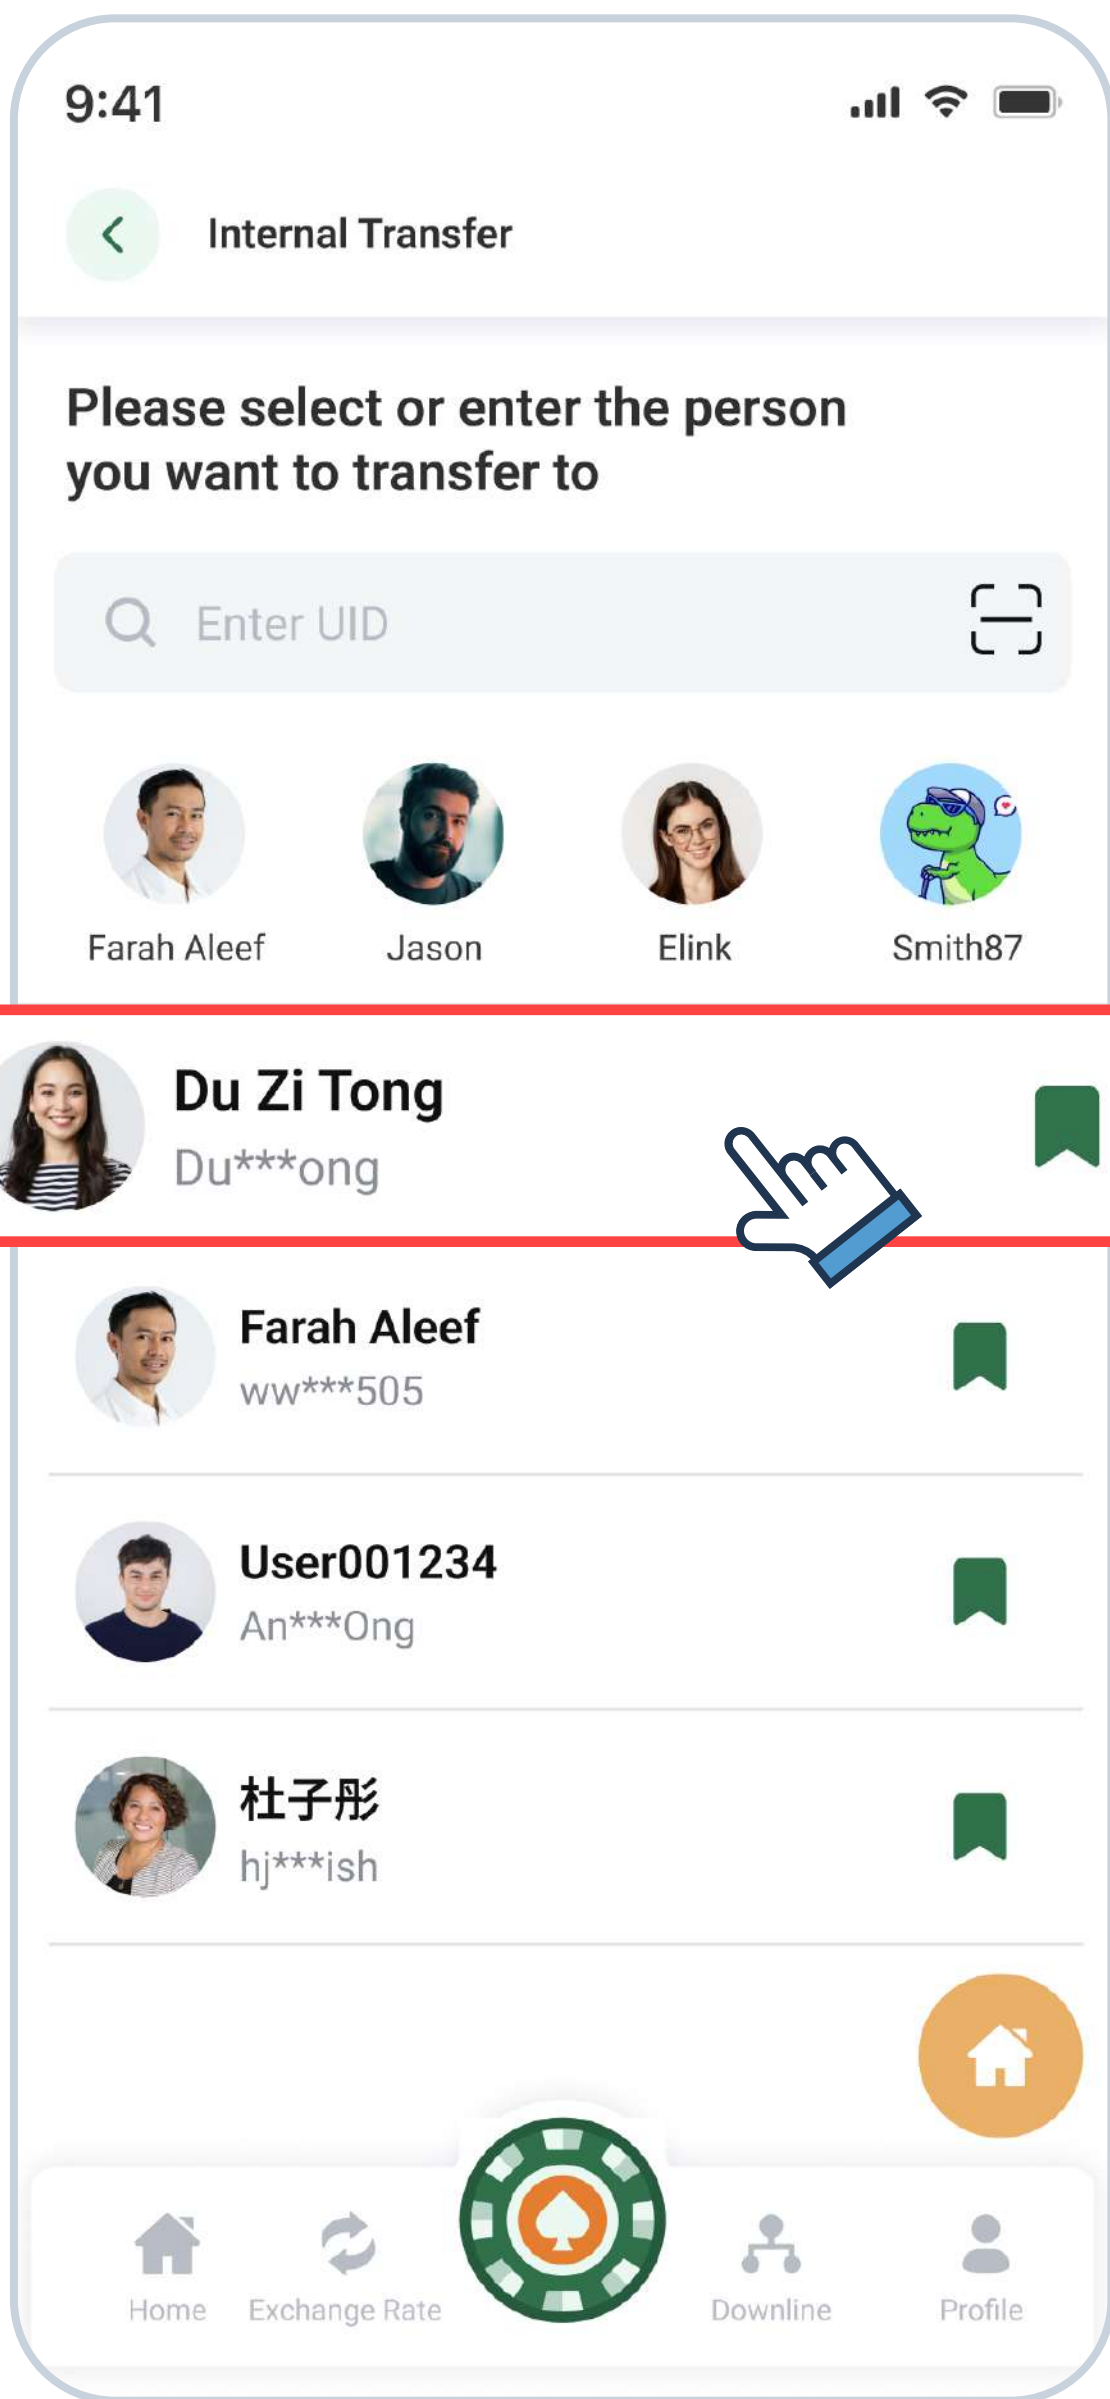 9:41
Internal Transfer
Please select or enter the person
you want to transfer to
Enter UID
Farah Aleef Jason Elink Smith87
Du Zi Tong
Du***ong
Farah Aleef
ww***505
User001234
An***Ong
杜子彤
hj***ish
Home Exchange Rate Downline Profile